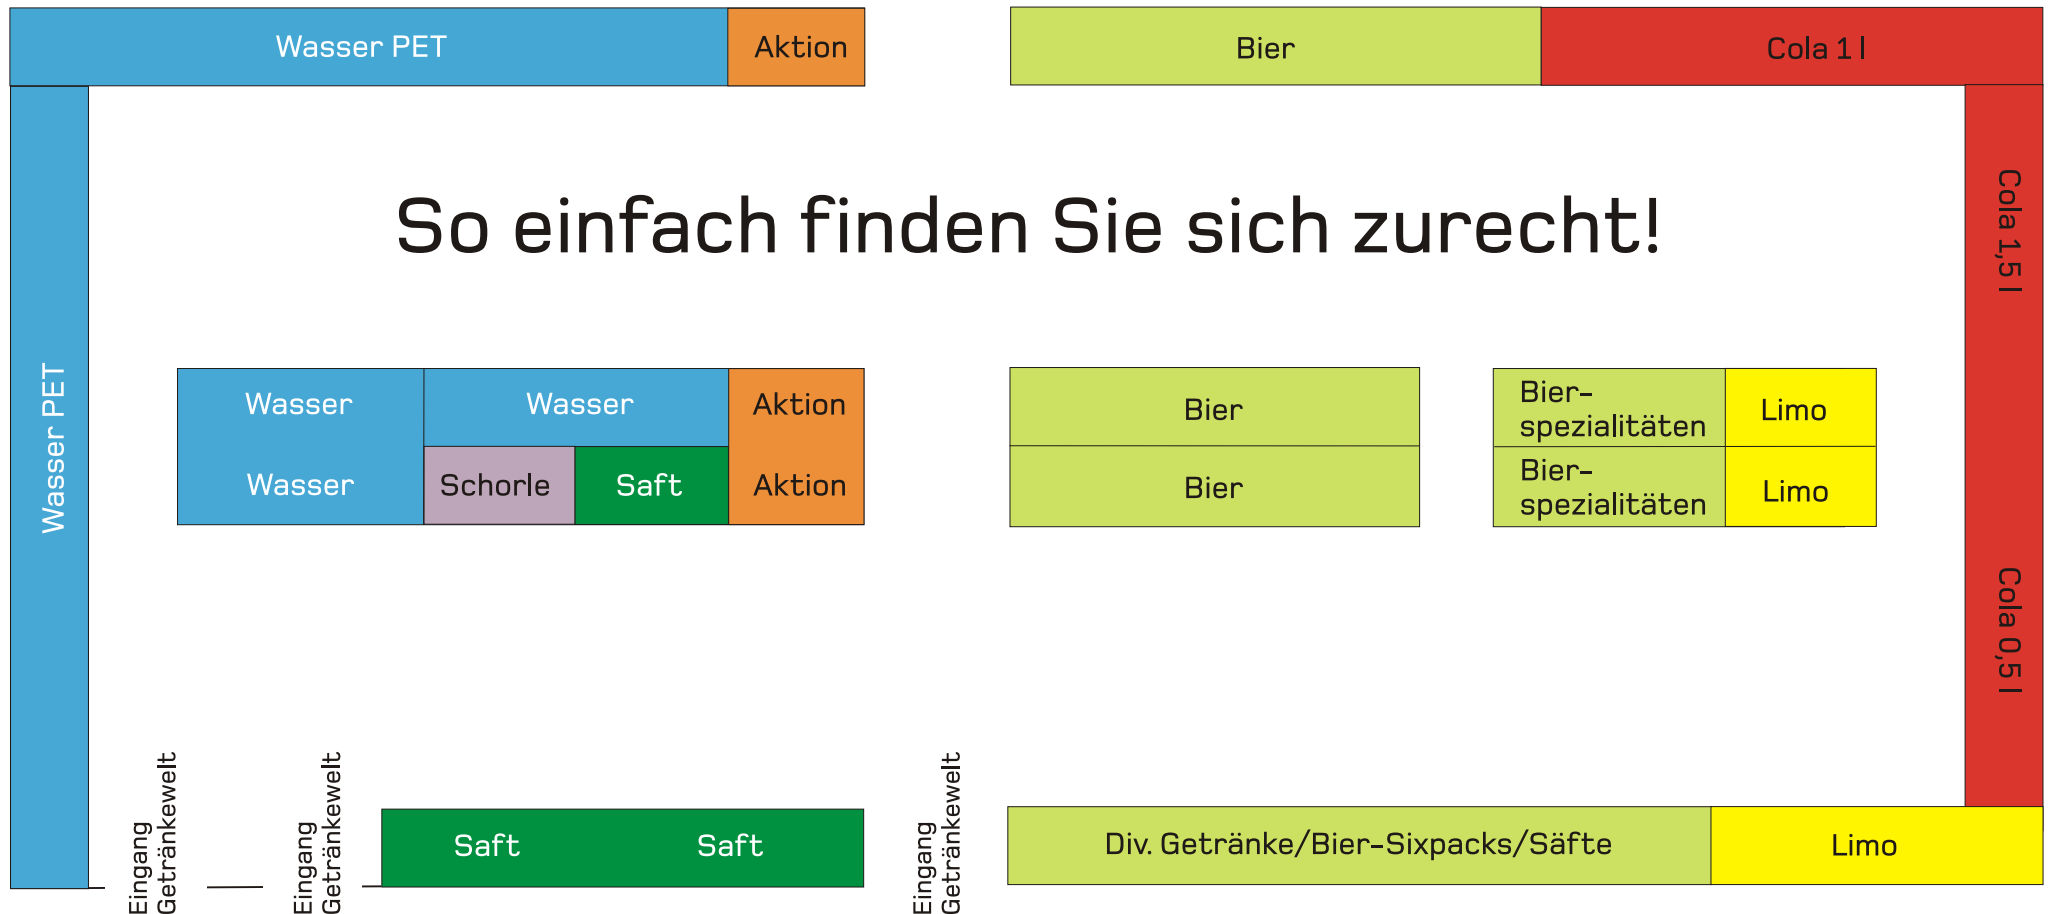 Wasser PET
Aktion
Bier
Cola 1 l
So einfach finden Sie sich zurecht!
Cola 1,5 l
Wasser PET
Wasser
Wasser
Aktion
Wasser
Schorle
Saft
Aktion
Bier
Bier
Bier-
spezialitäten
Limo
Bier-
spezialitäten
Limo
Cola 0,5 l
Eingang
Getränkewelt
Eingang
Getränkewelt
Saft
Saft
Eingang
Getränkewelt
Div. Getränke/Bier-Sixpacks/Säfte
Limo